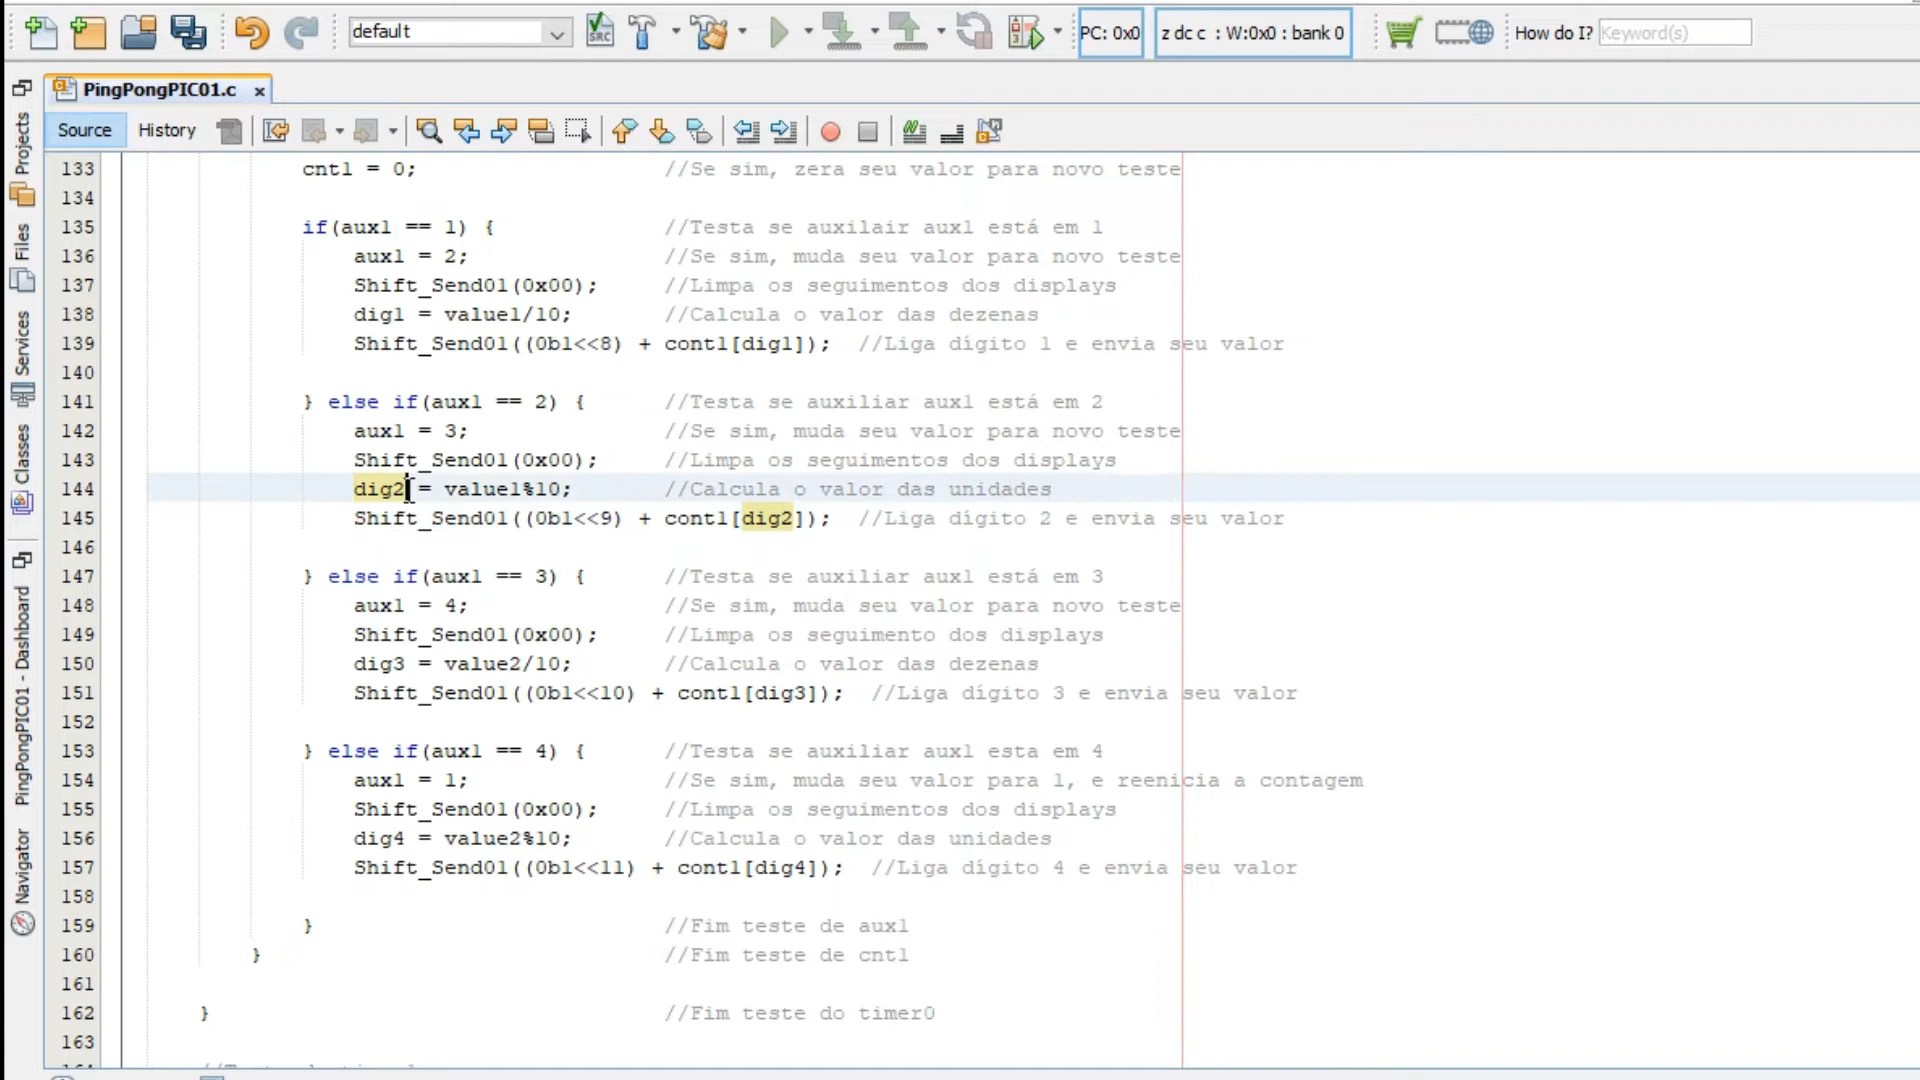 default
SRC
PC: 0x0
z dc c : W:0x0 : bank 0
How do I?
Keyword(s)
PingPongPIC01.c
Source
History
Projects
Files
Services
Classes
PingPongPIC01 - Dashboard
Navigator
133 cnt1 = 0; //Se sim, zera seu valor para novo teste
134
135 if(aux1 == 1) { //Testa se auxilair aux1 está em 1
136 aux1 = 2; //Se sim, muda seu valor para novo teste
137 Shift_Send01(0x00); //Limpa os seguimentos dos displays
138 dig1 = value1/10; //Calcula o valor das dezenas
139 Shift_Send01((0b1<<8) + cont1[dig1]); //Liga dígito 1 e envia seu valor
140
141 } else if(aux1 == 2) { //Testa se auxiliar aux1 está em 2
142 aux1 = 3; //Se sim, muda seu valor para novo teste
143 Shift_Send01(0x00); //Limpa os seguimentos dos displays
144 dig2 = value1%10; //Calcula o valor das unidades
145 Shift_Send01((0b1<<9) + cont1[dig2]); //Liga dígito 2 e envia seu valor
146
147 } else if(aux1 == 3) { //Testa se auxiliar aux1 está em 3
148 aux1 = 4; //Se sim, muda seu valor para novo teste
149 Shift_Send01(0x00); //Limpa os seguimento dos displays
150 dig3 = value2/10; //Calcula o valor das dezenas
151 Shift_Send01((0b1<<10) + cont1[dig3]); //Liga dígito 3 e envia seu valor
152
153 } else if(aux1 == 4) { //Testa se auxiliar aux1 esta em 4
154 aux1 = 1; //Se sim, muda seu valor para 1, e reenicia a contagem
155 Shift_Send01(0x00); //Limpa os seguimentos dos displays
156 dig4 = value2%10; //Calcula o valor das unidades
157 Shift_Send01((0b1<<11) + cont1[dig4]); //Liga dígito 4 e envia seu valor
158
159 } //Fim teste de aux1
160 } //Fim teste de cnt1
161
162 } //Fim teste do timer0
163